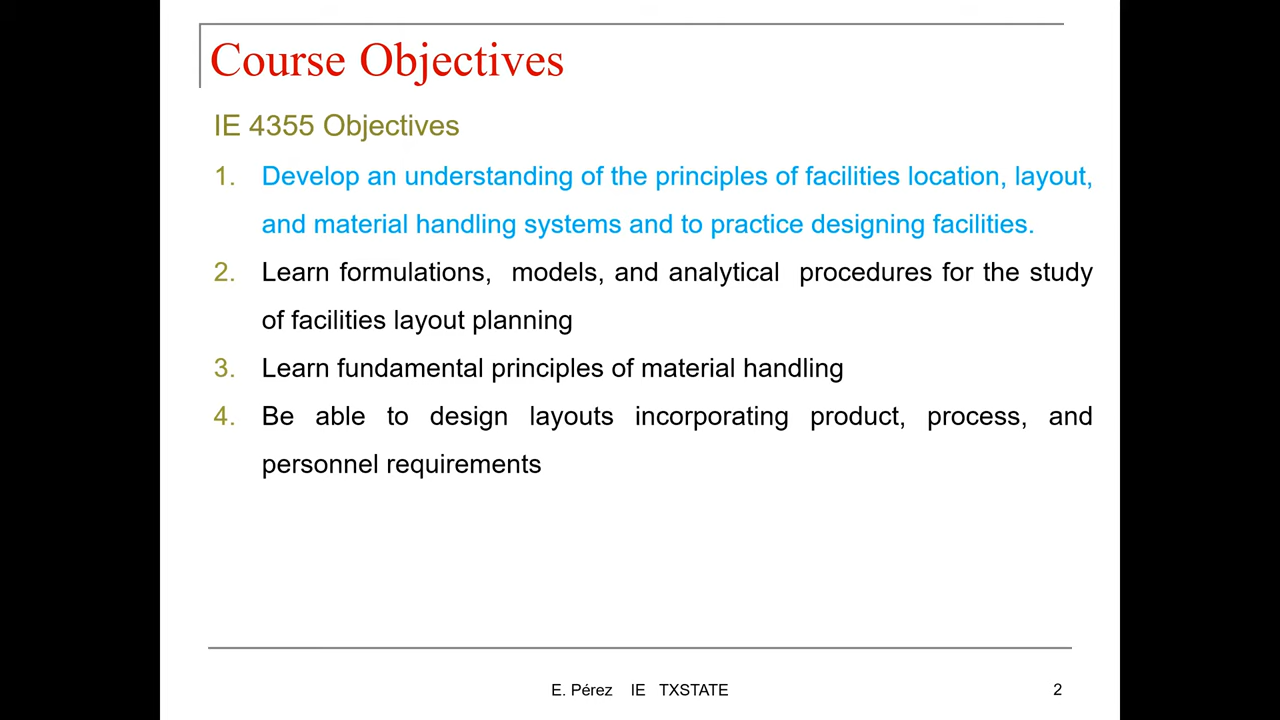 Course Objectives
IE 4355 Objectives
1. Develop an understanding of the principles of facilities location, layout,
and material handling systems and to practice designing facilities.
2. Learn formulations, models, and analytical procedures for the study
of facilities layout planning
3. Learn fundamental principles of material handling
4. Be able to design layouts incorporating product, process, and
personnel requirements
E. Pérez IE TXSTATE 2